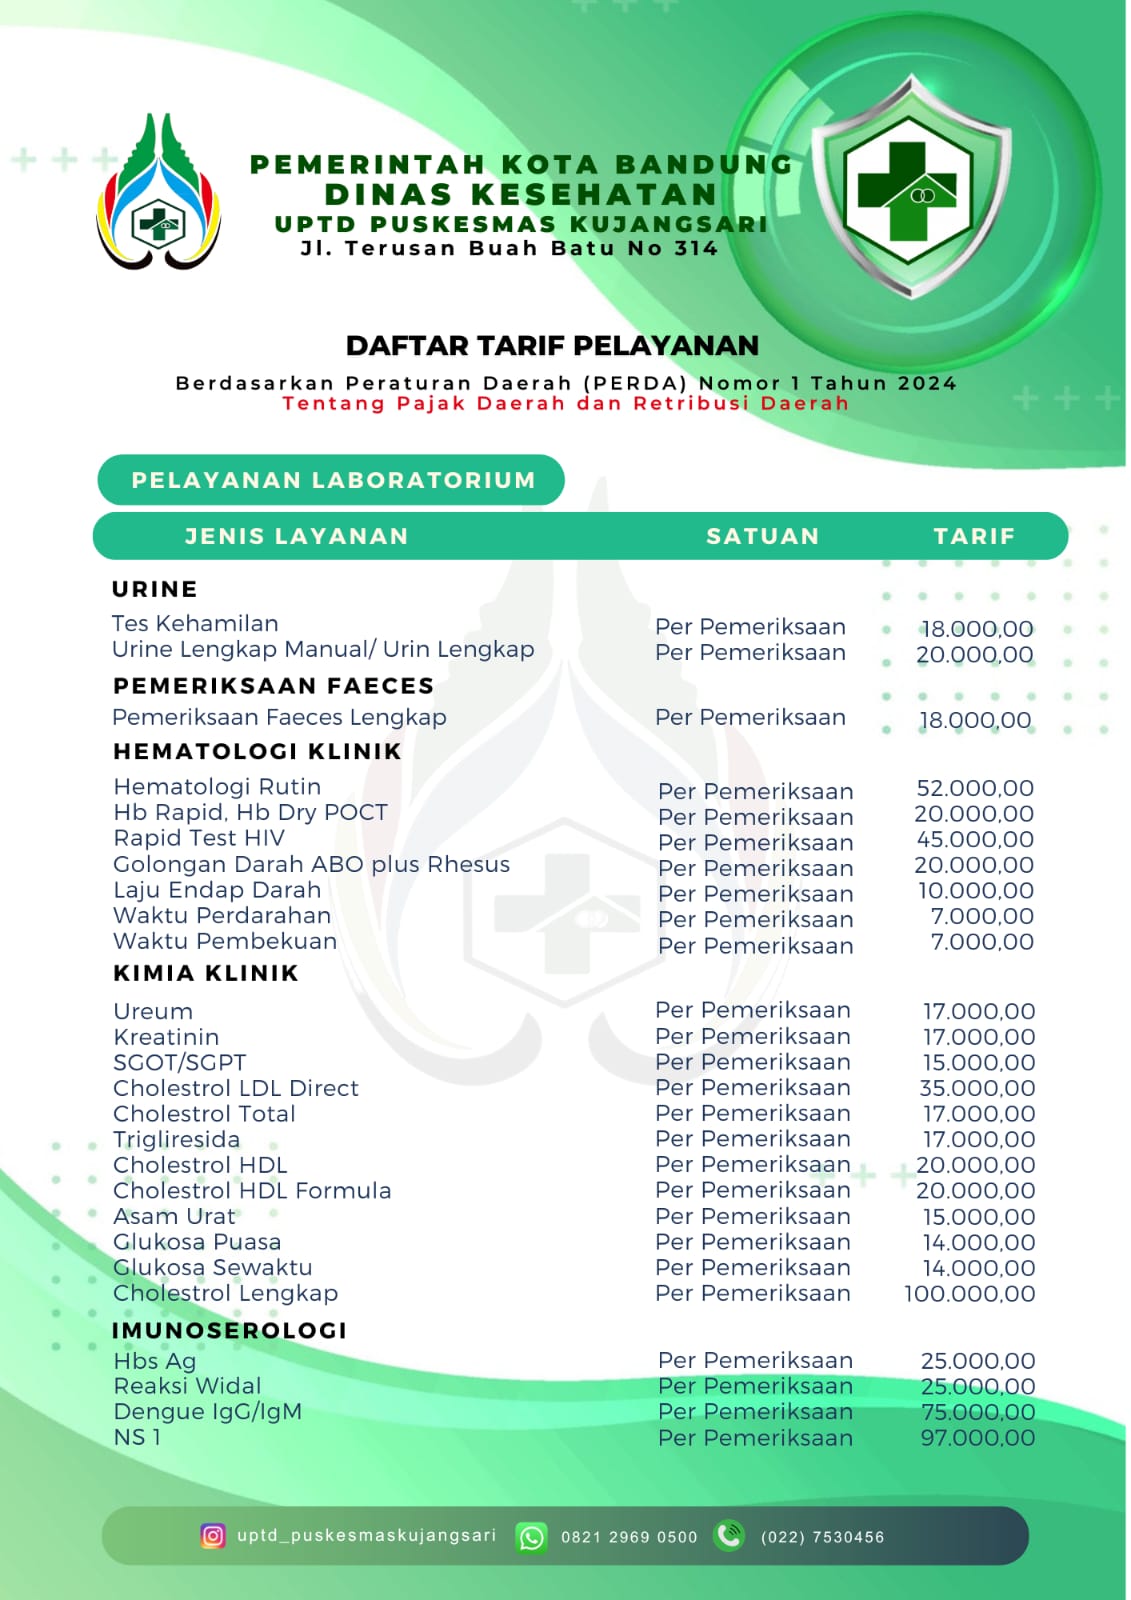 PEMERINTAH KOTA BANDUNG
DINAS KESEHATAN
UPTD PUSKESMAS KUJANGSARI
Jl. Terusan Buah Batu No 314
DAFTAR TARIF PELAYANAN
Berdasarkan Peraturan Daerah (PERDA) Nomor 1 Tahun 2024
Tentang Pajak Daerah dan Retribusi Daerah
PELAYANAN LABORATORIUM
JENIS LAYANAN SATUAN TARIF
URINE
Tes Kehamilan Per Pemeriksaan 18.000,00
Urine Lengkap Manual/ Urin Lengkap Per Pemeriksaan 20.000,00
PEMERIKSAAN FAECES
Pemeriksaan Faeces Lengkap Per Pemeriksaan 18.000,00
HEMATOLOGI KLINIK
Hematologi Rutin Per Pemeriksaan 52.000,00
Hb Rapid, Hb Dry POCT Per Pemeriksaan 20.000,00
Rapid Test HIV Per Pemeriksaan 45.000,00
Golongan Darah ABO plus Rhesus Per Pemeriksaan 20.000,00
Laju Endap Darah Per Pemeriksaan 10.000,00
Waktu Perdarahan Per Pemeriksaan 7.000,00
Waktu Pembekuan Per Pemeriksaan 7.000,00
KIMIA KLINIK
Ureum Per Pemeriksaan 17.000,00
Kreatinin Per Pemeriksaan 17.000,00
SGOT/SGPT Per Pemeriksaan 15.000,00
Cholestrol LDL Direct Per Pemeriksaan 35.000,00
Cholestrol Total Per Pemeriksaan 17.000,00
Trigliresida Per Pemeriksaan 17.000,00
Cholestrol HDL Per Pemeriksaan 20.000,00
Cholestrol HDL Formula Per Pemeriksaan 20.000,00
Asam Urat Per Pemeriksaan 15.000,00
Glukosa Puasa Per Pemeriksaan 14.000,00
Glukosa Sewaktu Per Pemeriksaan 14.000,00
Cholestrol Lengkap Per Pemeriksaan 100.000,00
IMUNOSEROLOGI
Hbs Ag Per Pemeriksaan 25.000,00
Reaksi Widal Per Pemeriksaan 25.000,00
Dengue IgG/IgM Per Pemeriksaan 75.000,00
NS 1 Per Pemeriksaan 97.000,00
uptd_puskesmaskujangsari 0821 2969 0500 (022) 7530456